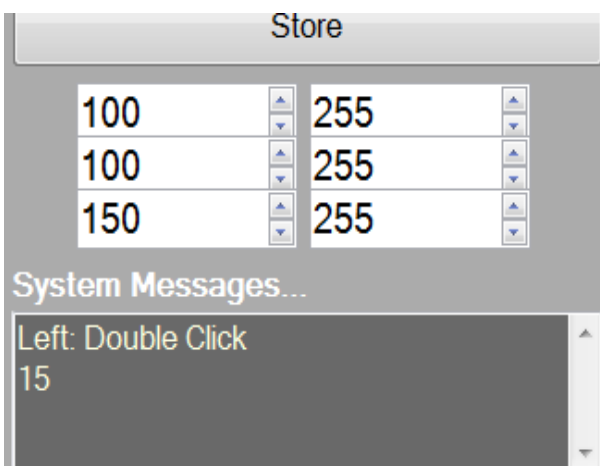 Store
100 255
100 255
150 255
System Messages...
Left: Double Click
15